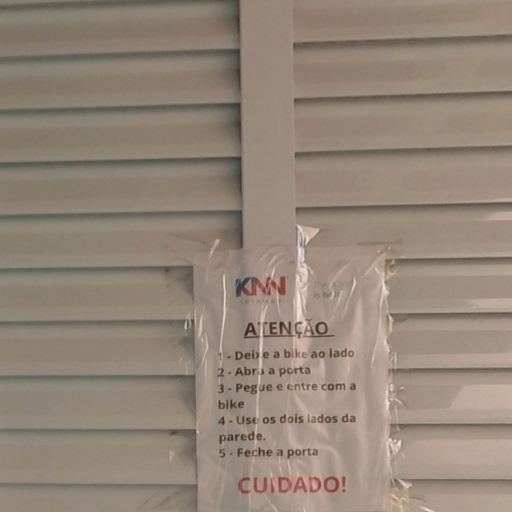 KNN
IDIOMAS
ATENÇÃO
1 - Deixe a bike ao lado
2 - Abra a porta
3 - Pegue e entre com a
bike
4 - Use os dois lados da
parede.
5 - Feche a porta
CUIDADO!